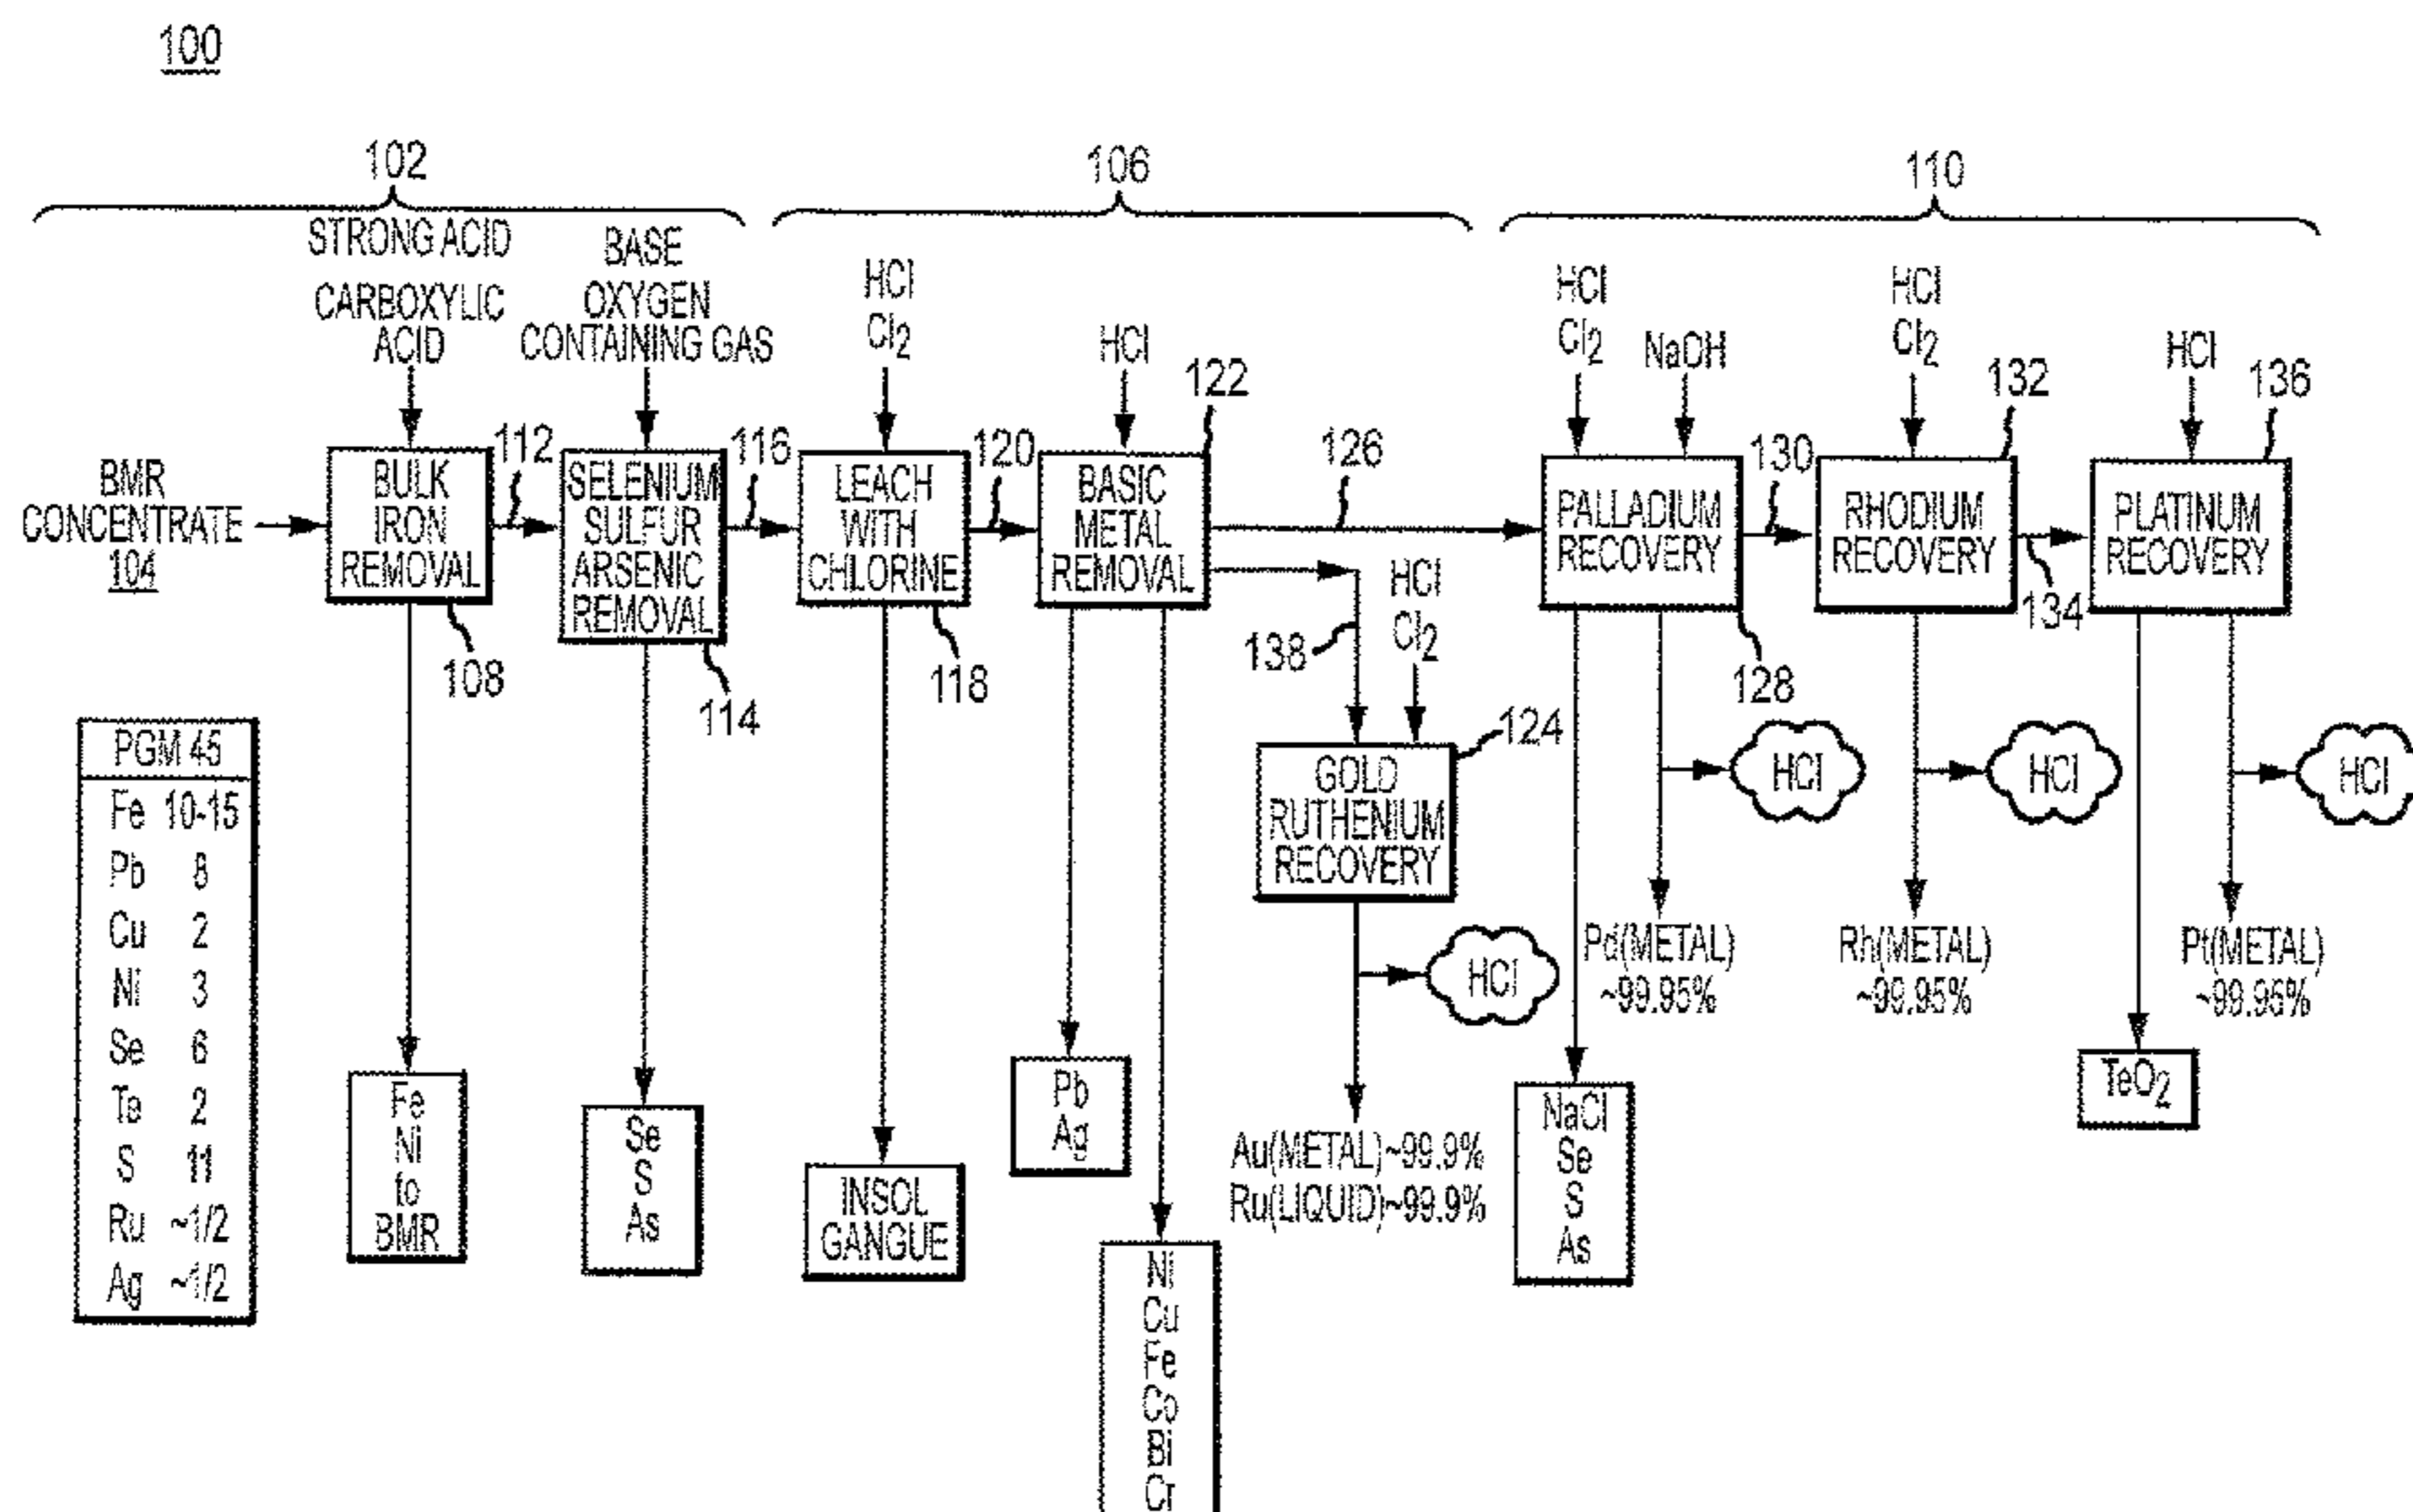 100
102
106
110
STRONG ACID
CARBOXYLIC
ACID
BASE
OXYGEN
CONTAINING GAS
HCl
Cl2
HCl
HCl
Cl2
NaOH
HCl
Cl2
HCl
BMR
CONCENTRATE
104
BULK
IRON
REMOVAL
108
112
SELENIUM
SULFUR
ARSENIC
REMOVAL
114
116
LEACH
WITH
CHLORINE
118
120
BASIC
METAL
REMOVAL
122
126
138
HCl
Cl2
GOLD
RUTHENIUM
RECOVERY
124
PALLADIUM
RECOVERY
128
130
RHODIUM
RECOVERY
132
134
PLATINUM
RECOVERY
136
PGM 45
Fe 10-15
Pb 8
Cu 2
Ni 3
Se 6
Te 2
S 11
Ru ~1/2
Ag ~1/2
Fe
Ni
to
BMR
Se
S
As
INSOL
GANGUE
Pb
Ag
Ni
Cu
Fe
Co
Bi
Cr
HCl
Au(METAL)~99.9%
Ru(LIQUID)~99.9%
NaCl
Se
S
As
HCl
Pd(METAL)
~99.95%
HCl
Rh(METAL)
~99.95%
TeO2
HCl
Pt(METAL)
~99.96%